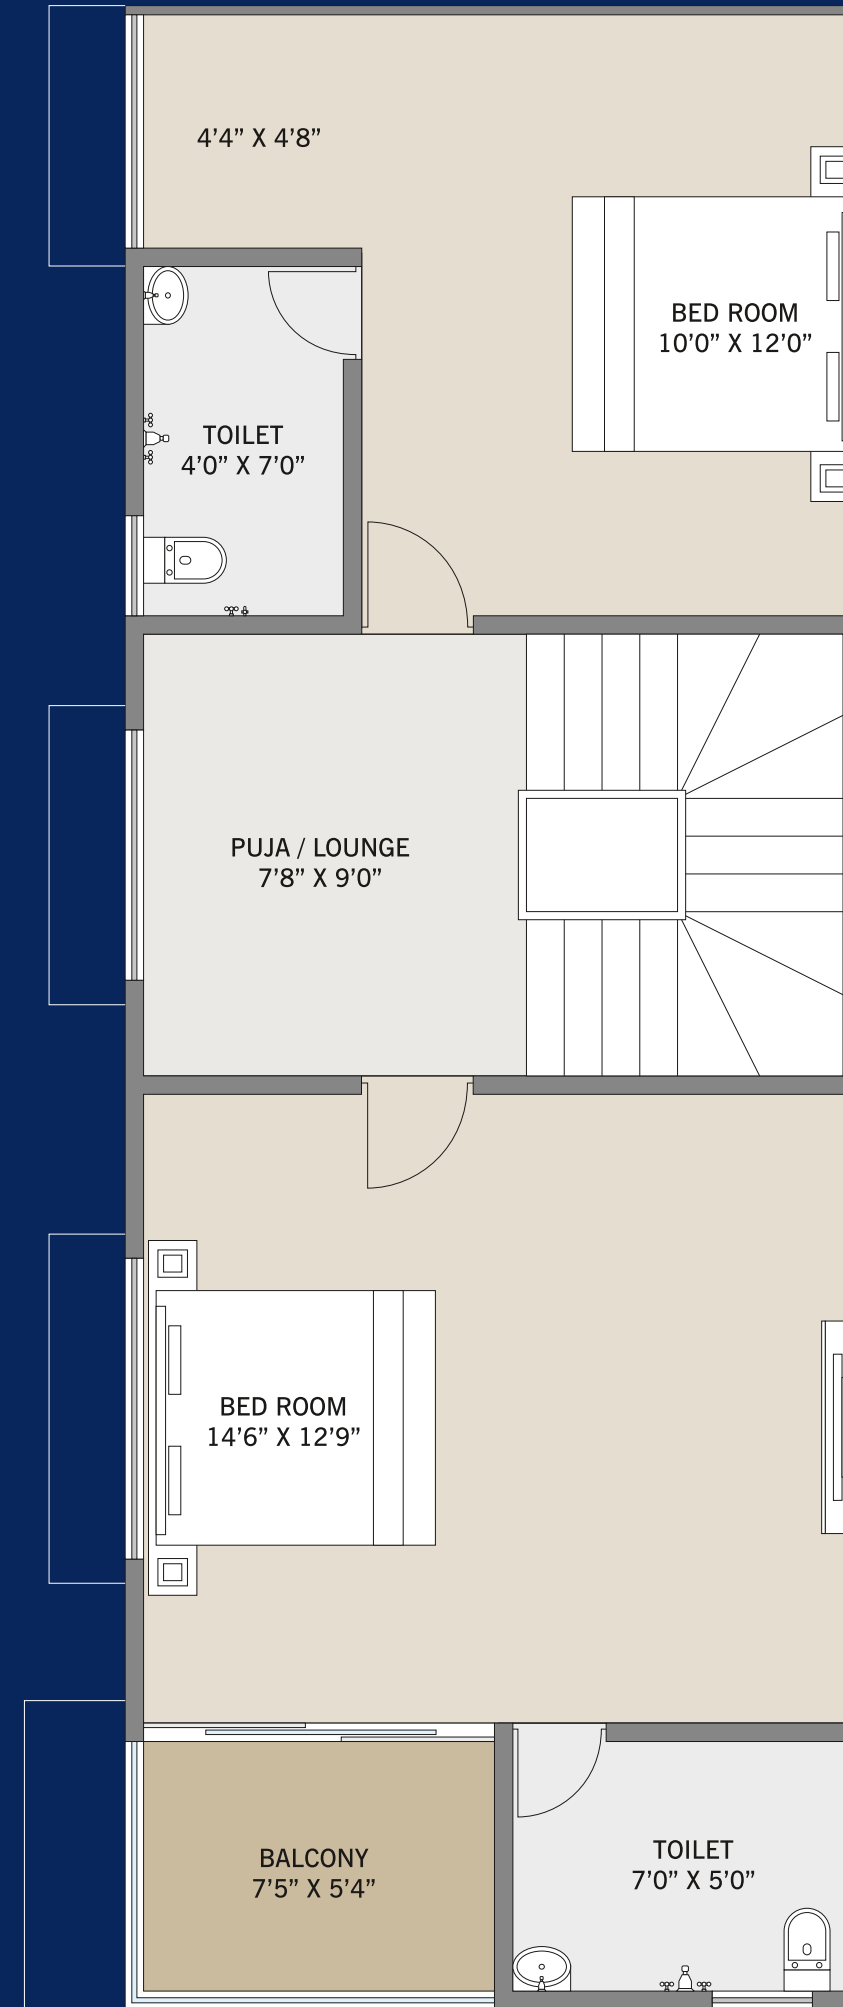 4’4” X 4’8”
BED ROOM
10’0” X 12’0”
TOILET
4’0” X 7’0”
PUJA / LOUNGE
7’8” X 9’0”
BED ROOM
14’6” X 12’9”
BALCONY
7’5” X 5’4”
TOILET
7’0” X 5’0”